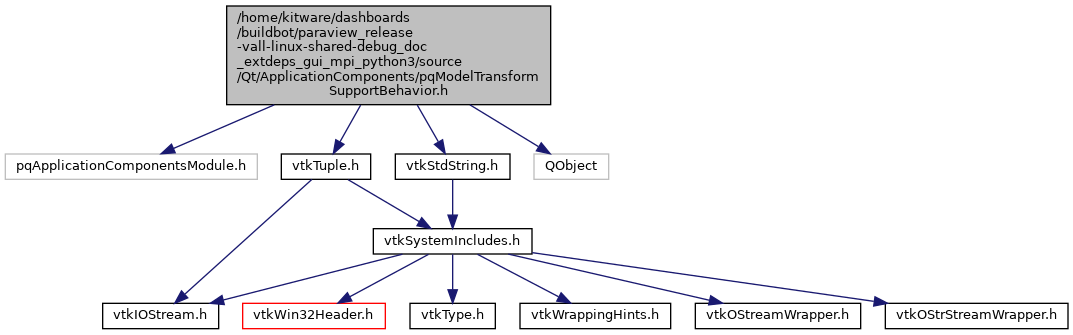 /home/kitware/dashboards
/buildbot/paraview_release
-vall-linux-shared-debug_doc
_extdeps_gui_mpi_python3/source
/Qt/ApplicationComponents/pqModelTransform
SupportBehavior.h
pqApplicationComponentsModule.h
vtkTuple.h
vtkStdString.h
QObject
vtkSystemIncludes.h
vtkIOStream.h
vtkWin32Header.h
vtkType.h
vtkWrappingHints.h
vtkOStreamWrapper.h
vtkOStrStreamWrapper.h